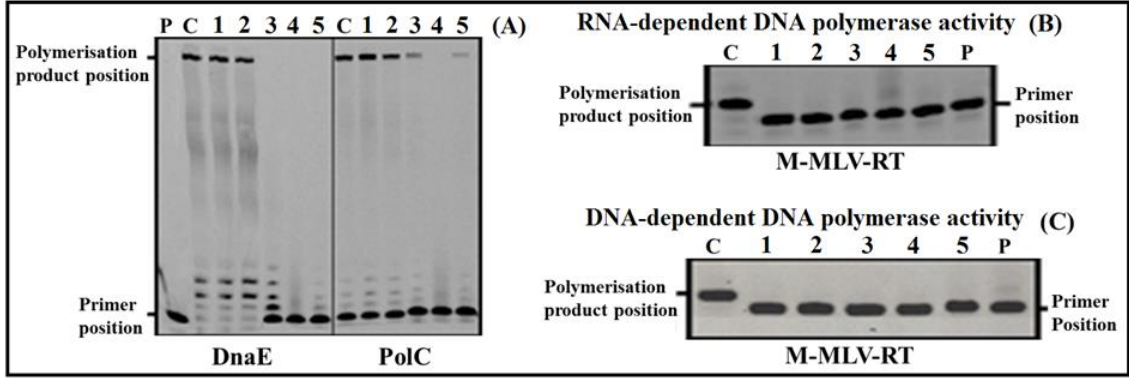 P C 1 2 3 4 5 C 1 2 3 4 5 (A)
Polymerisation
product position
Primer
position
DnaE PolC
RNA-dependent DNA polymerase activity (B)
C 1 2 3 4 5 P
Polymerisation
product position
Primer
position
M-MLV-RT
DNA-dependent DNA polymerase activity (C)
C 1 2 3 4 5 P
Polymerisation
product position
Primer
Position
M-MLV-RT